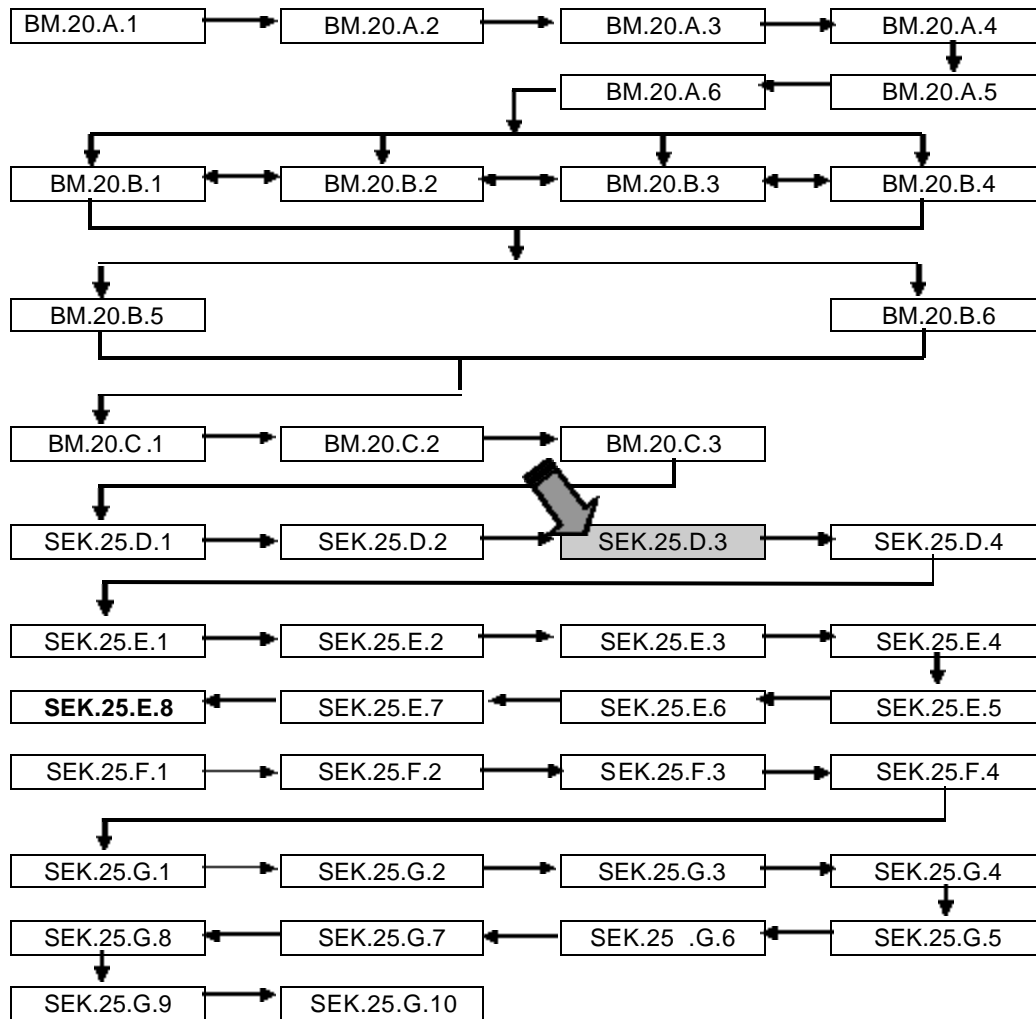 BM.20.A.1 BM.20.A.2 BM.20.A.3 BM.20.A.4
BM.20.A.6 BM.20.A.5
BM.20.B.1 BM.20.B.2 BM.20.B.3 BM.20.B.4
BM.20.B.5 BM.20.B.6
BM.20.C .1 BM.20.C.2 BM.20.C.3
SEK.25.D.1 SEK.25.D.2 SEK.25.D.3 SEK.25.D.4
SEK.25.E.1 SEK.25.E.2 SEK.25.E.3 SEK.25.E.4
SEK.25.E.8 SEK.25.E.7 SEK.25.E.6 SEK.25.E.5
SEK.25.F.1 SEK.25.F.2 SEK.25.F.3 SEK.25.F.4
SEK.25.G.1 SEK.25.G.2 SEK.25.G.3 SEK.25.G.4
SEK.25.G.8 SEK.25.G.7 SEK.25 .G.6 SEK.25.G.5
SEK.25.G.9 SEK.25.G.10